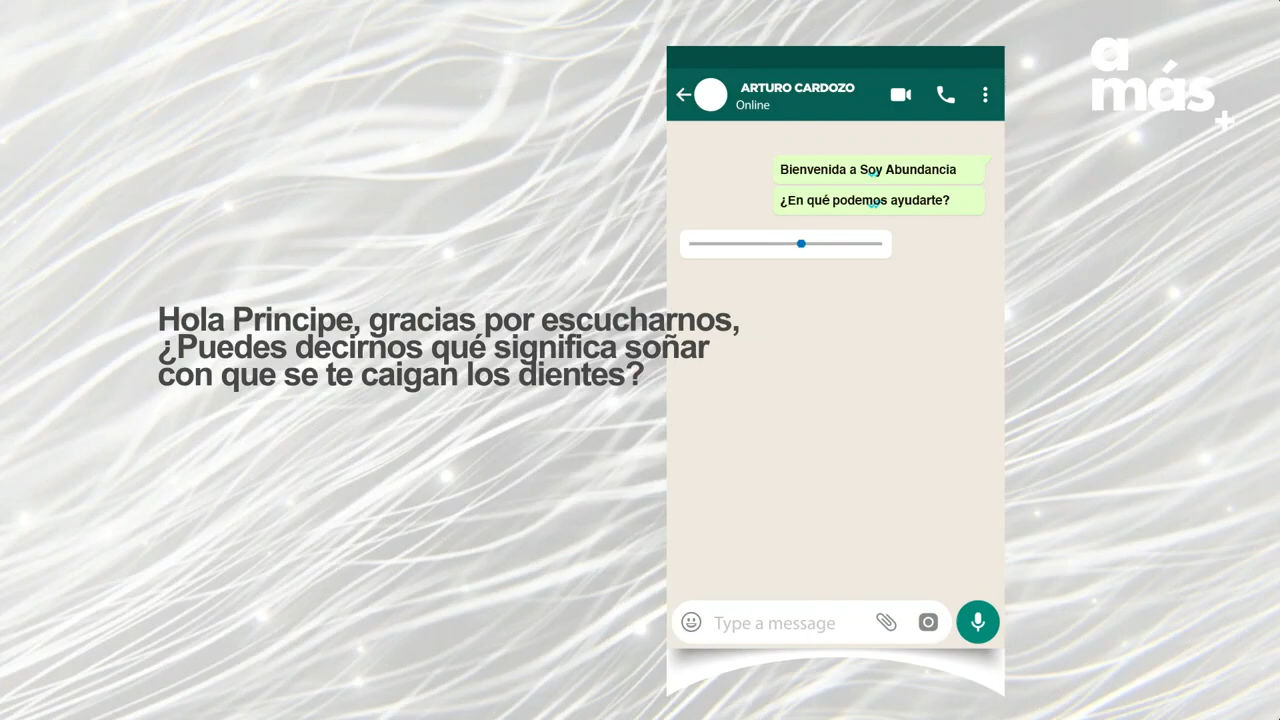 a
más+
ARTURO CARDOZO
Online
Bienvenida a Soy Abundancia
¿En qué podemos ayudarte?
Hola Principe, gracias por escucharnos,
¿Puedes decirnos qué significa soñar
con que se te caigan los dientes?
Type a message